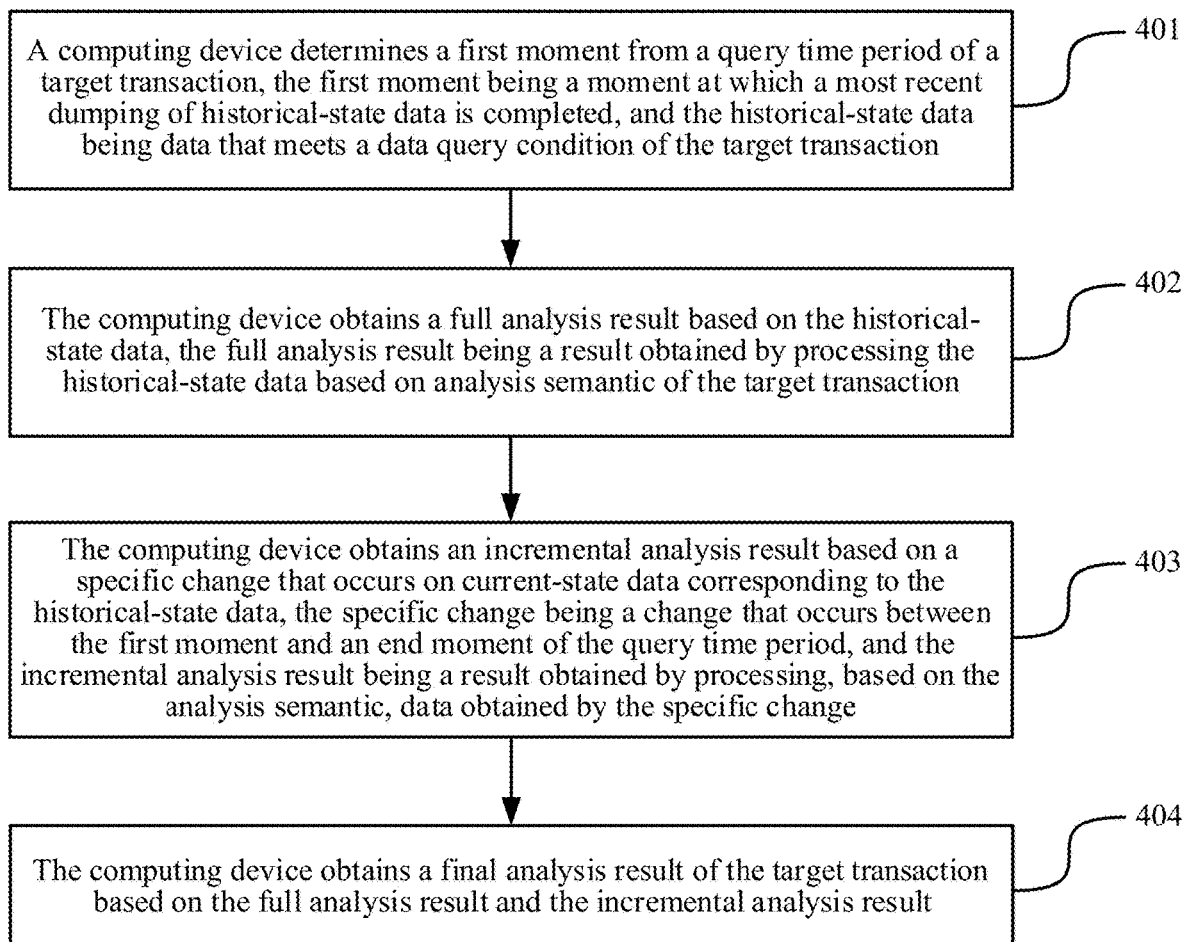 A computing device determines a first moment from a query time period of a
target transaction, the first moment being a moment at which a most recent
dumping of historical-state data is completed, and the historical-state data
being data that meets a data query condition of the target transaction
401
The computing device obtains a full analysis result based on the historical-
state data, the full analysis result being a result obtained by processing the
historical-state data based on analysis semantic of the target transaction
402
The computing device obtains an incremental analysis result based on a
specific change that occurs on current-state data corresponding to the
historical-state data, the specific change being a change that occurs between
the first moment and an end moment of the query time period, and the
incremental analysis result being a result obtained by processing, based on the
analysis semantic, data obtained by the specific change
403
The computing device obtains a final analysis result of the target transaction
based on the full analysis result and the incremental analysis result
404